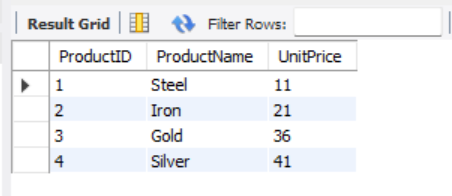 Result Grid Filter Rows:
ProductID ProductName UnitPrice
1 Steel 11
2 Iron 21
3 Gold 36
4 Silver 41